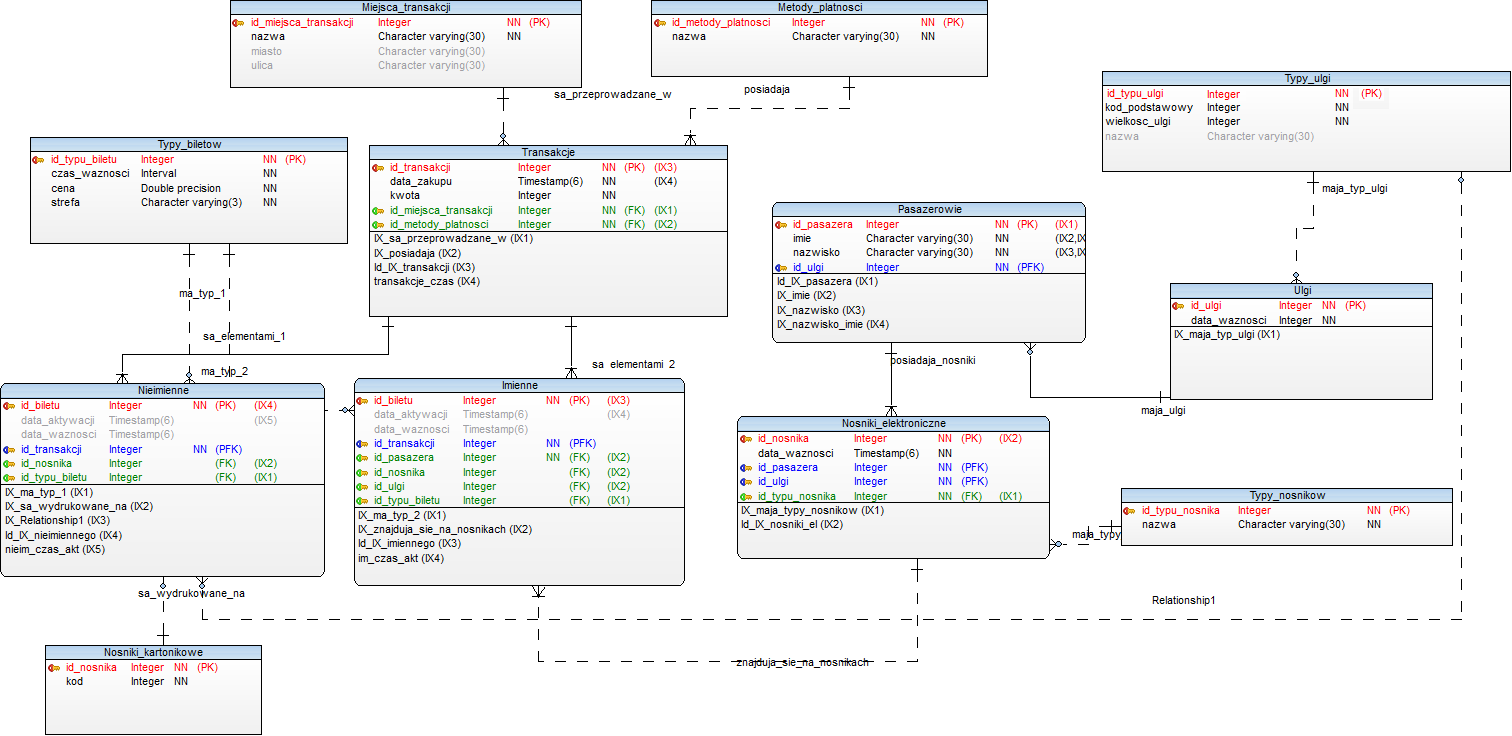 Miejsca_transakcji
id_miejsca_transakcji Integer NN (PK)
nazwa Character varying(30) NN
miasto Character varying(30)
ulica Character varying(30)
Metody_platnosci
id_metody_platnosci Integer NN (PK)
nazwa Character varying(30) NN
Typy_ulgi
id_typu_ulgi Integer NN (PK)
kod_podstawowy Integer NN
wielkosc_ulgi Integer NN
nazwa Character varying(30)
sa_przeprowadzane_w
posiadaja
Typy_biletow
id_typu_biletu Integer NN (PK)
czas_waznosci Interval NN
cena Double precision NN
strefa Character varying(3) NN
Transakcje
id_transakcji Integer NN (PK) (IX3)
data_zakupu Timestamp(6) NN (IX4)
kwota Integer NN
id_miejsca_transakcji Integer NN (FK) (IX1)
id_metody_platnosci Integer NN (FK) (IX2)
IX_sa_przeprowadzane_w (IX1)
IX_posiadaja (IX2)
Id_IX_transakcji (IX3)
transakcje_czas (IX4)
maja_typ_ulgi
Pasazerowie
id_pasazera Integer NN (PK) (IX1)
imie Character varying(30) NN (IX2,IX
nazwisko Character varying(30) NN (IX3,IX
id_ulgi Integer NN (PFK)
Id_IX_pasazera (IX1)
IX_imie (IX2)
IX_nazwisko (IX3)
IX_nazwisko_imie (IX4)
Ulgi
id_ulgi Integer NN (PK)
data_waznosci Integer NN
IX_maja_typ_ulgi (IX1)
ma_typ_1
sa_elementami_1
ma_typ_2
sa_elementami_2
posiadaja_nosniki
maja_ulgi
Nieimienne
id_biletu Integer NN (PK) (IX4)
data_aktywacji Timestamp(6) (IX5)
data_waznosci Timestamp(6)
id_transakcji Integer NN (PFK)
id_nosnika Integer (FK) (IX2)
id_typu_biletu Integer (FK) (IX1)
IX_ma_typ_1 (IX1)
IX_sa_wydrukowane_na (IX2)
IX_Relationship1 (IX3)
Id_IX_nieimiennego (IX4)
nieim_czas_akt (IX5)
Imienne
id_biletu Integer NN (PK) (IX3)
data_aktywacji Timestamp(6) (IX4)
data_waznosci Timestamp(6)
id_transakcji Integer NN (PFK)
id_pasazera Integer NN (FK) (IX2)
id_nosnika Integer (FK) (IX2)
id_ulgi Integer (FK) (IX2)
id_typu_biletu Integer (FK) (IX1)
IX_ma_typ_2 (IX1)
IX_znajduja_sie_na_nosnikach (IX2)
Id_IX_imiennego (IX3)
im_czas_akt (IX4)
Nosniki_elektroniczne
id_nosnika Integer NN (PK) (IX2)
data_waznosci Timestamp(6) NN
id_pasazera Integer NN (PFK)
id_ulgi Integer NN (PFK)
id_typu_nosnika Integer NN (FK) (IX1)
IX_maja_typy_nosnikow (IX1)
Id_IX_nosniki_el (IX2)
Typy_nosnikow
id_typu_nosnika Integer NN (PK)
nazwa Character varying(30) NN
maja_typy
sa_wydrukowane_na
Relationship1
znajduja_sie_na_nosnikach
Nosniki_kartonikowe
id_nosnika Integer NN (PK)
kod Integer NN